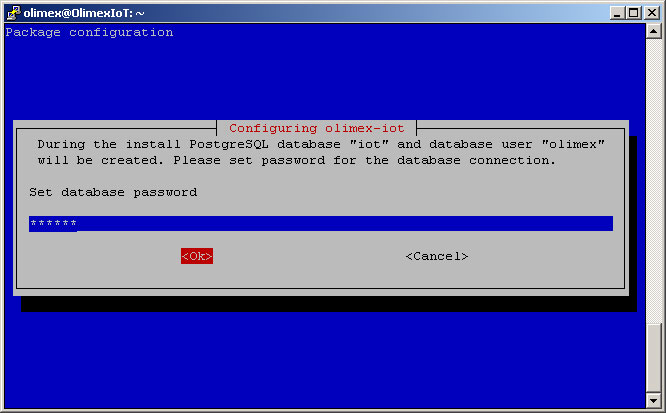 olimex@OlimexIoT: ~
Package configuration
Configuring olimex-iot
During the install PostgreSQL database "iot" and database user "olimex"
will be created. Please set password for the database connection.
Set database password
******
<Ok> <Cancel>